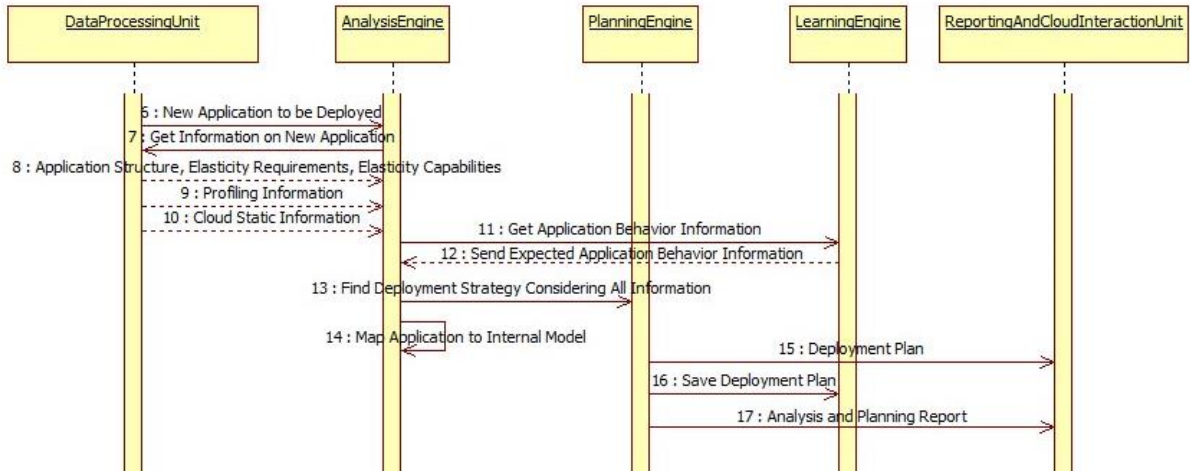 DataProcessingUnit
AnalysisEngine
PlanningEngine
LearningEngine
ReportingAndCloudInteractionUnit
6 : New Application to be Deployed
7 : Get Information on New Application
8 : Application Structure, Elasticity Requirements, Elasticity Capabilities
9 : Profiling Information
10 : Cloud Static Information
11 : Get Application Behavior Information
12 : Send Expected Application Behavior Information
13 : Find Deployment Strategy Considering All Information
14 : Map Application to Internal Model
15 : Deployment Plan
16 : Save Deployment Plan
17 : Analysis and Planning Report